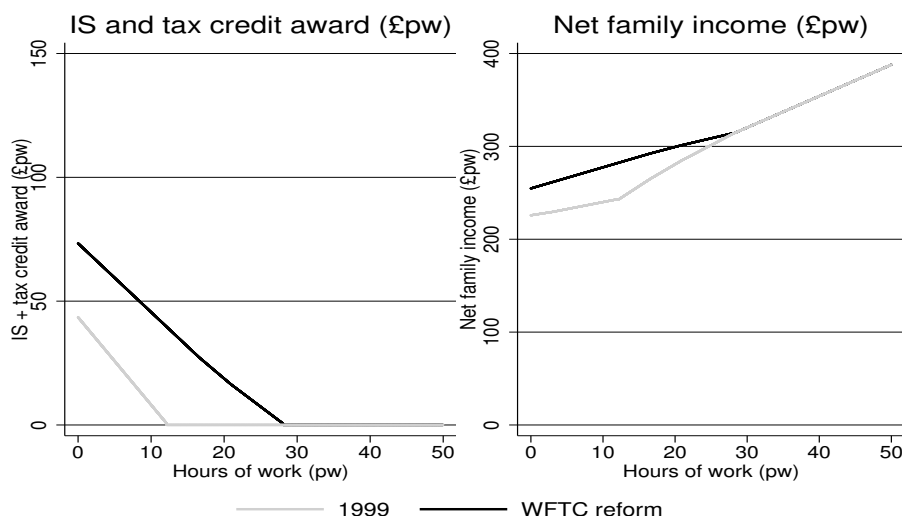 IS and tax credit award (£pw)
IS + tax credit award (£pw)
150
100
50
0
0 10 20 30 40 50
Hours of work (pw)
Net family income (£pw)
Net family income (£pw)
400
300
200
100
0
0 10 20 30 40 50
Hours of work (pw)
1999 WFTC reform